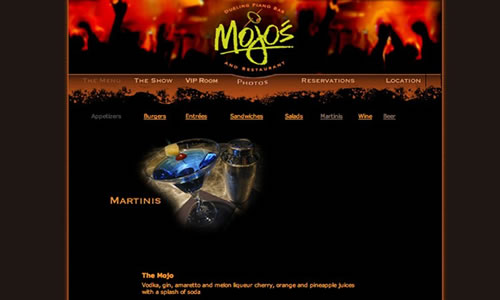 Dueling Piano Bar
Mojo's
and Restaurant
The Menu The Show VIP Room Photos Reservations Location
Appetizers Burgers Entrées Sandwiches Salads Martinis Wine Beer
Martinis
The Mojo
Vodka, gin, amaretto and melon liqueur cherry, orange and pineapple juices
with a splash of soda